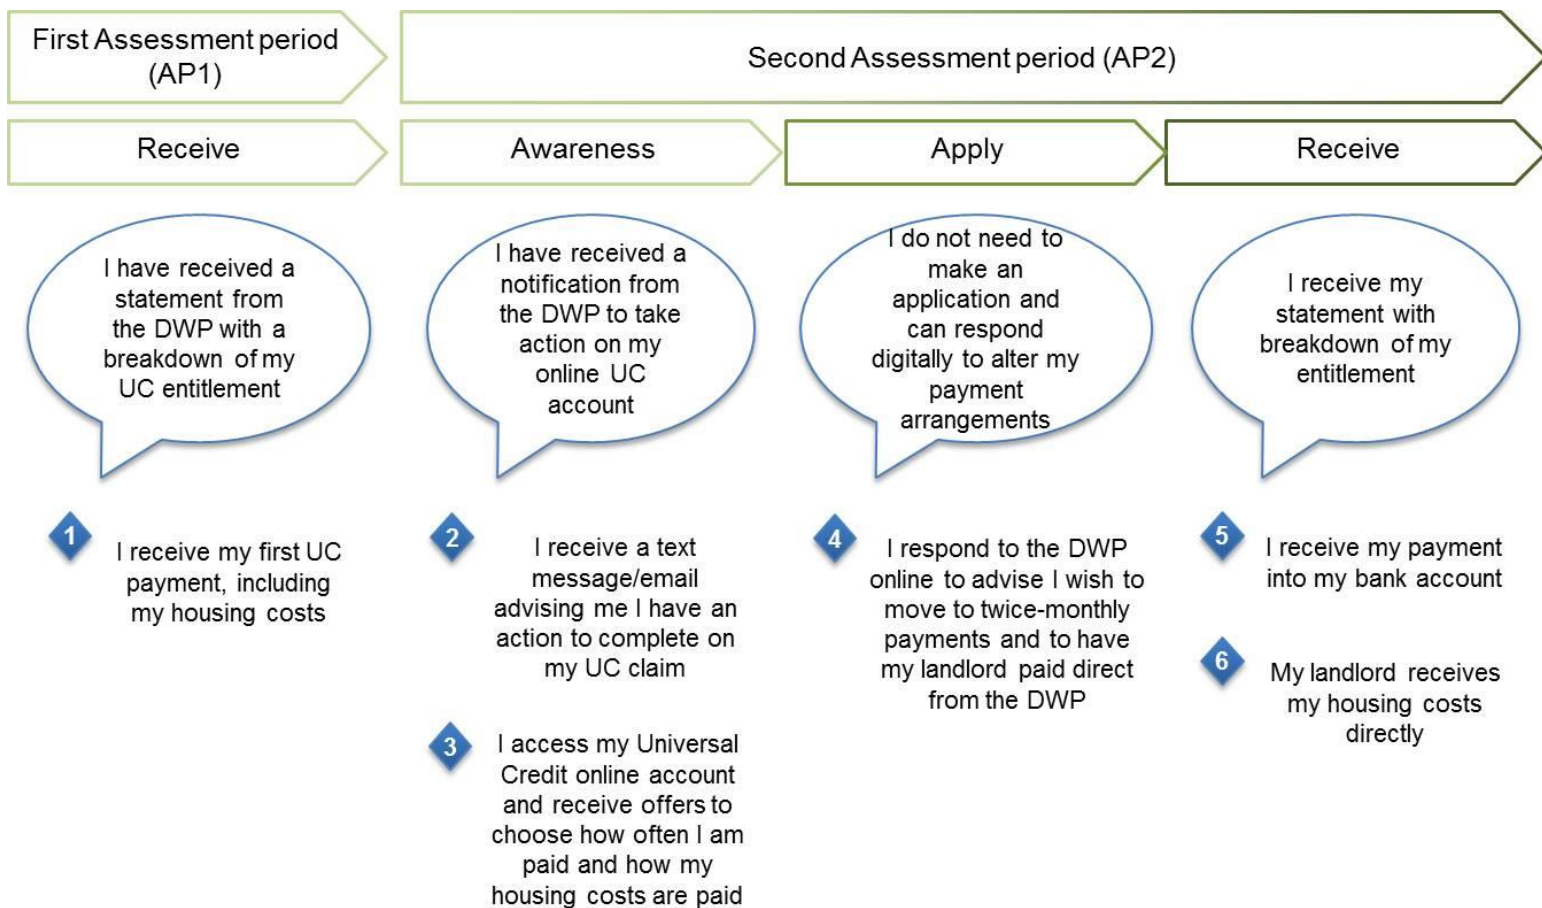 First Assessment period
(AP1)
Second Assessment period (AP2)
Receive
Awareness
Apply
Receive
I have received a
statement from
the DWP with a
breakdown of my
UC entitlement
I have received a
notification from
the DWP to take
action on my
online UC
account
I do not need to
make an
application and
can respond
digitally to alter my
payment
arrangements
I receive my
statement with
breakdown of my
entitlement
1
I receive my first UC
payment, including
my housing costs
2
I receive a text
message/email
advising me I have an
action to complete on
my UC claim
3
I access my Universal
Credit online account
and receive offers to
choose how often I am
paid and how my
housing costs are paid
4
I respond to the DWP
online to advise I wish to
move to twice-monthly
payments and to have
my landlord paid direct
from the DWP
5
I receive my payment
into my bank account
6
My landlord receives
my housing costs
directly